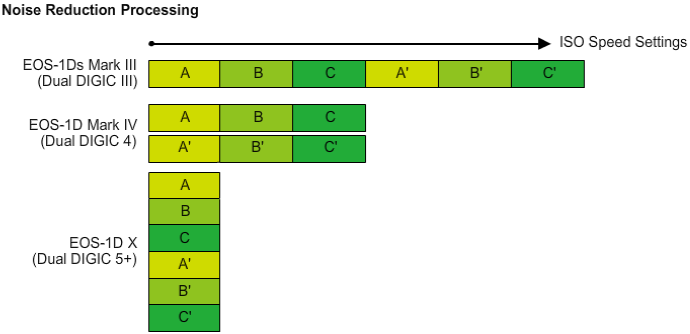 Noise Reduction Processing
ISO Speed Settings
EOS-1Ds Mark III
(Dual DIGIC III)
A B C A' B' C'
EOS-1D Mark IV
(Dual DIGIC 4)
A B C
A' B' C'
EOS-1D X
(Dual DIGIC 5+)
A
B
C
A'
B'
C'